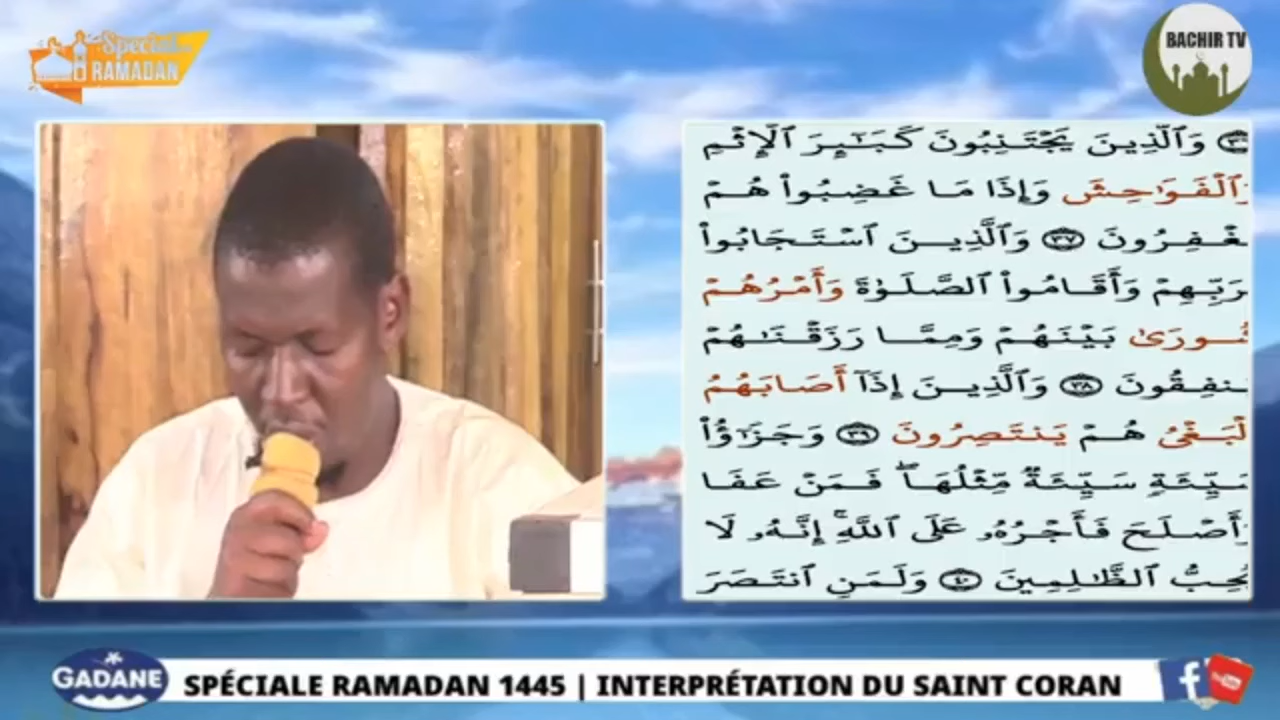 Special...
RAMADAN
BACHIR TV
٣٦ وَٱلَّذِينَ يَجْتَنِبُونَ كَبَٰٓئِرَ ٱلْإِثْمِ
وَٱلْفَوَٰحِشَ وَإِذَا مَا غَضِبُوا۟ هُمْ
يَغْفِرُونَ ٣٧ وَٱلَّذِينَ ٱسْتَجَابُوا۟
لِرَبِّهِمْ وَأَقَامُوا۟ ٱلصَّلَوٰةَ وَأَمْرُهُمْ
شُورَىٰ بَيْنَهُمْ وَمِمَّا رَزَقْنَٰهُمْ
يُنفِقُونَ ٣٨ وَٱلَّذِينَ إِذَآ أَصَابَهُمُ
ٱلْبَغْىُ هُمْ يَنتَصِرُونَ ٣٩ وَجَزَٰٓؤُا۟
سَيِّئَةٍ سَيِّئَةٌ مِّثْلُهَا ۖ فَمَنْ عَفَا
وَأَصْلَحَ فَأَجْرُهُۥ عَلَى ٱللَّهِ ۚ إِنَّهُۥ لَا
يُحِبُّ ٱلظَّٰلِمِينَ ٤٠ وَلَمَنِ ٱنتَصَرَ
GADANE
SPÉCIALE RAMADAN 1445 | INTERPRÉTATION DU SAINT CORAN
f